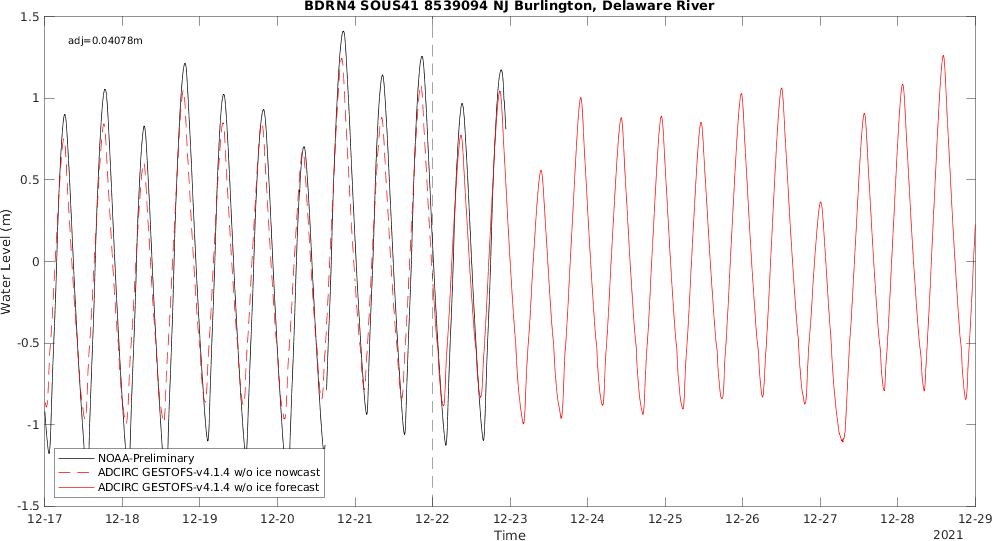 BDRN4 SOUS41 8539094 NJ Burlington, Delaware River
adj=0.04078m
1.5
1
0.5
0
-0.5
-1
-1.5
Water Level (m)
NOAA-Preliminary
ADCIRC GESTOFS-v4.1.4 w/o ice nowcast
ADCIRC GESTOFS-v4.1.4 w/o ice forecast
12-17 12-18 12-19 12-20 12-21 12-22 12-23 12-24 12-25 12-26 12-27 12-28 12-29
Time
2021